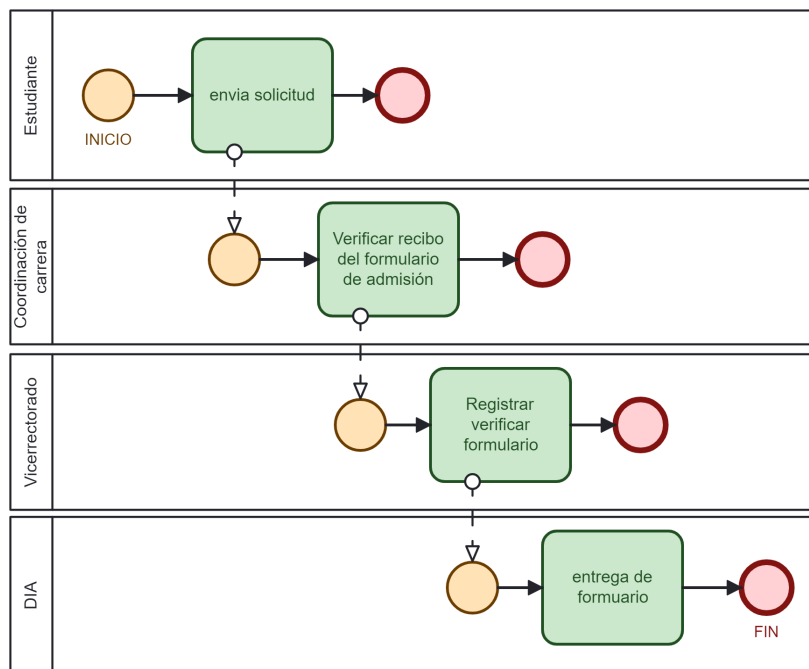 Estudiante
envia solicitud
INICIO
Coordinación de
carrera
Verificar recibo
del formulario
de admisión
Vicerrectorado
Registrar
verificar
formulario
DIA
entrega de
formuario
FIN